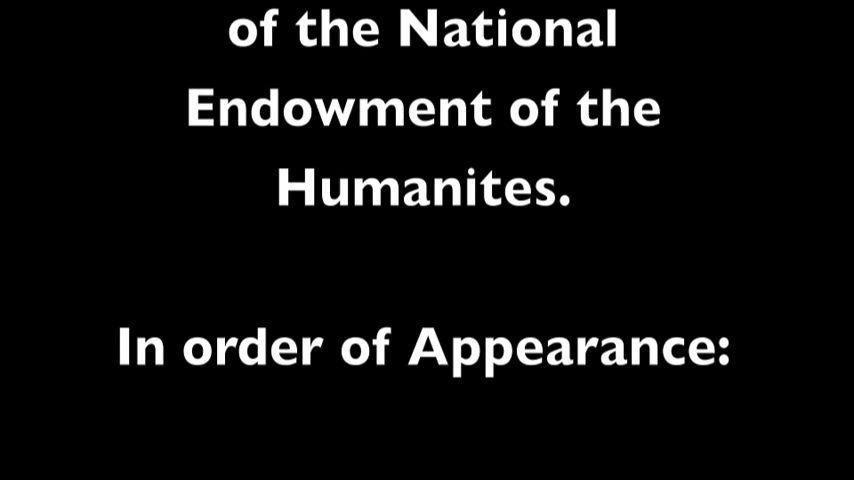 of the National
Endowment of the
Humanites.
In order of Appearance: